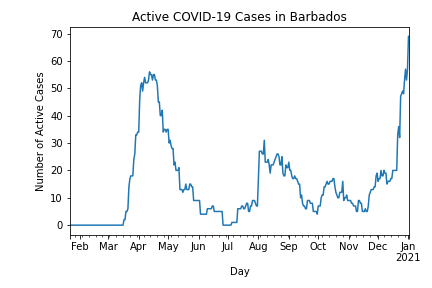 Active COVID-19 Cases in Barbados
Number of Active Cases
70
60
50
40
30
20
10
0
Feb Mar Apr May Jun Jul Aug Sep Oct Nov Dec Jan
2021
Day